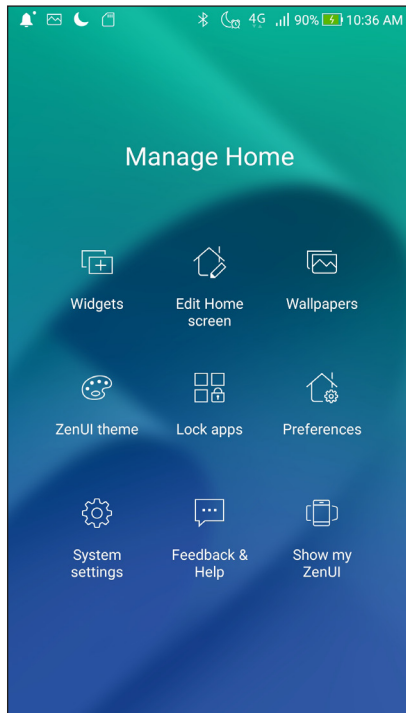 4G 90% 10:36 AM
Manage Home
Widgets
Edit Home
screen
Wallpapers
ZenUI theme
Lock apps
Preferences
System
settings
Feedback &
Help
Show my
ZenUI